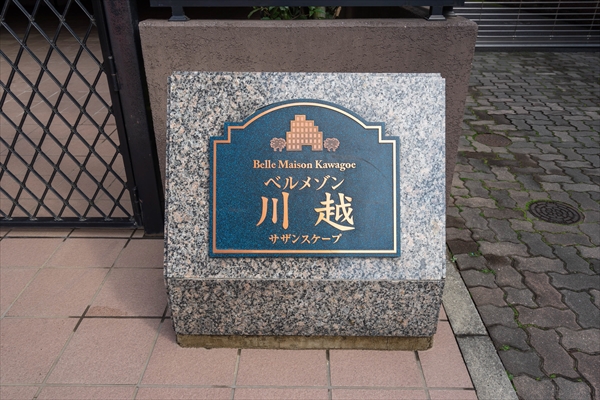 Belle Maison Kawagoe
ベルメゾン
川越
サザンスケープ